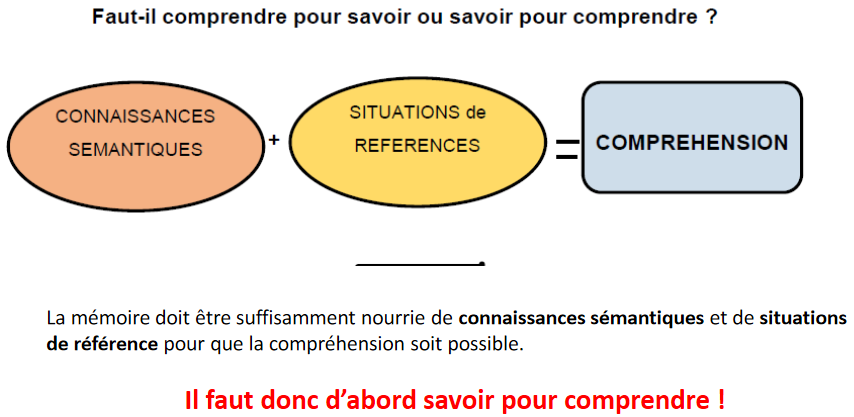 Faut-il comprendre pour savoir ou savoir pour comprendre ?
CONNAISSANCES
SEMANTIQUES
+
SITUATIONS de
REFERENCES
=
COMPREHENSION
La mémoire doit être suffisamment nourrie de connaissances sémantiques et de situations
de référence pour que la compréhension soit possible.
Il faut donc d’abord savoir pour comprendre !